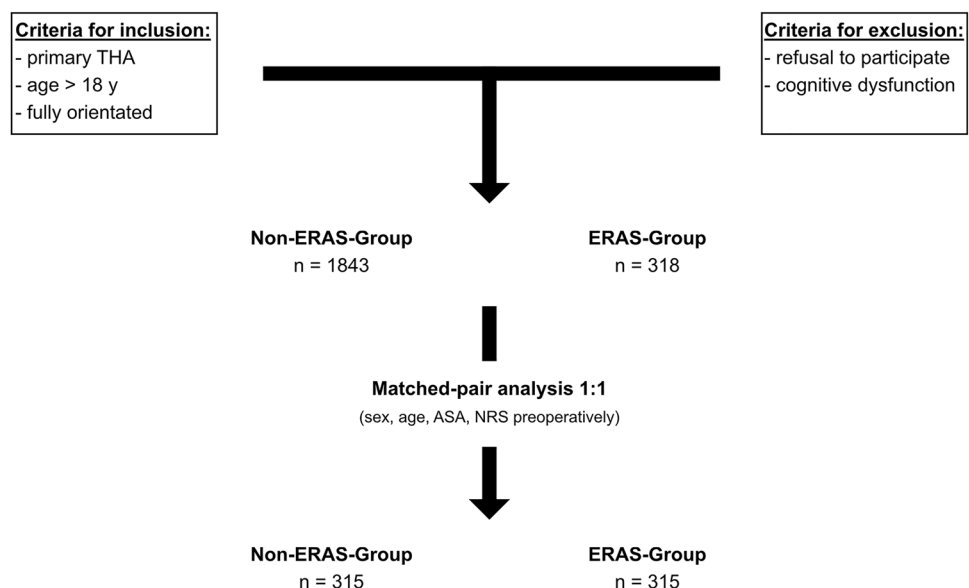 Criteria for inclusion:
- primary THA
- age > 18 y
- fully orientated
Criteria for exclusion:
- refusal to participate
- cognitive dysfunction
Non-ERAS-Group
n = 1843
ERAS-Group
n = 318
Matched-pair analysis 1:1
(sex, age, ASA, NRS preoperatively)
Non-ERAS-Group
n = 315
ERAS-Group
n = 315